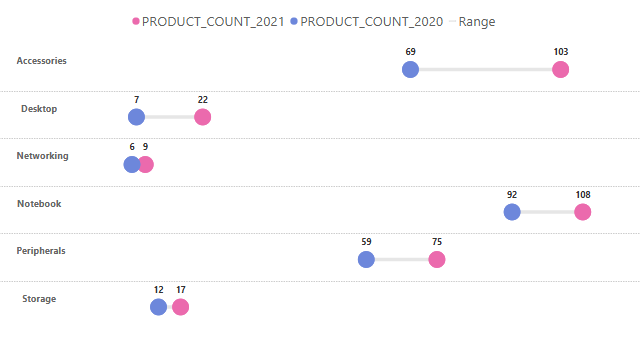 PRODUCT_COUNT_2021 PRODUCT_COUNT_2020 Range
Accessories 69 103
Desktop 7 22
Networking 6 9
Notebook 92 108
Peripherals 59 75
Storage 12 17